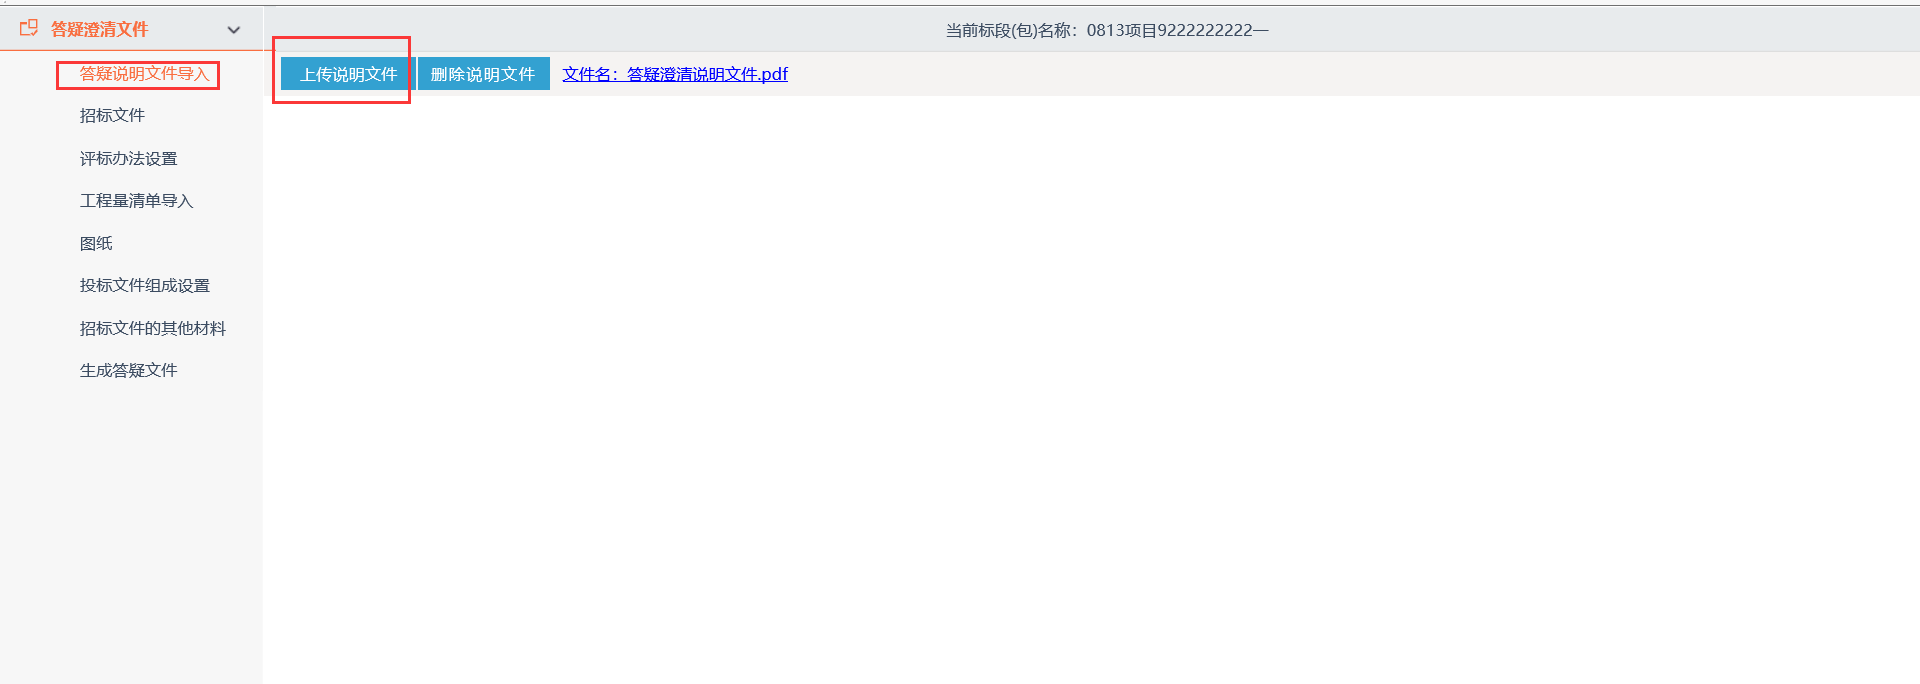 答疑澄清文件
当前标段(包)名称：0813项目9222222222一
答疑说明文件导入
上传说明文件 删除说明文件 文件名：答疑澄清说明文件.pdf
招标文件
评标办法设置
工程量清单导入
图纸
投标文件组成设置
招标文件的其他材料
生成答疑文件